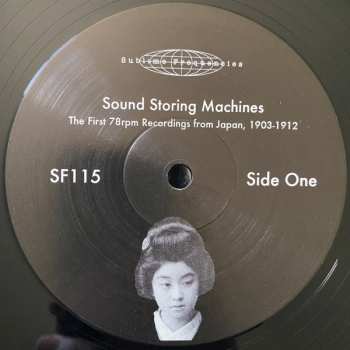 Sublime Frequencies
Sound Storing Machines
The First 78rpm Recordings from Japan, 1903-1912
SF115
Side One